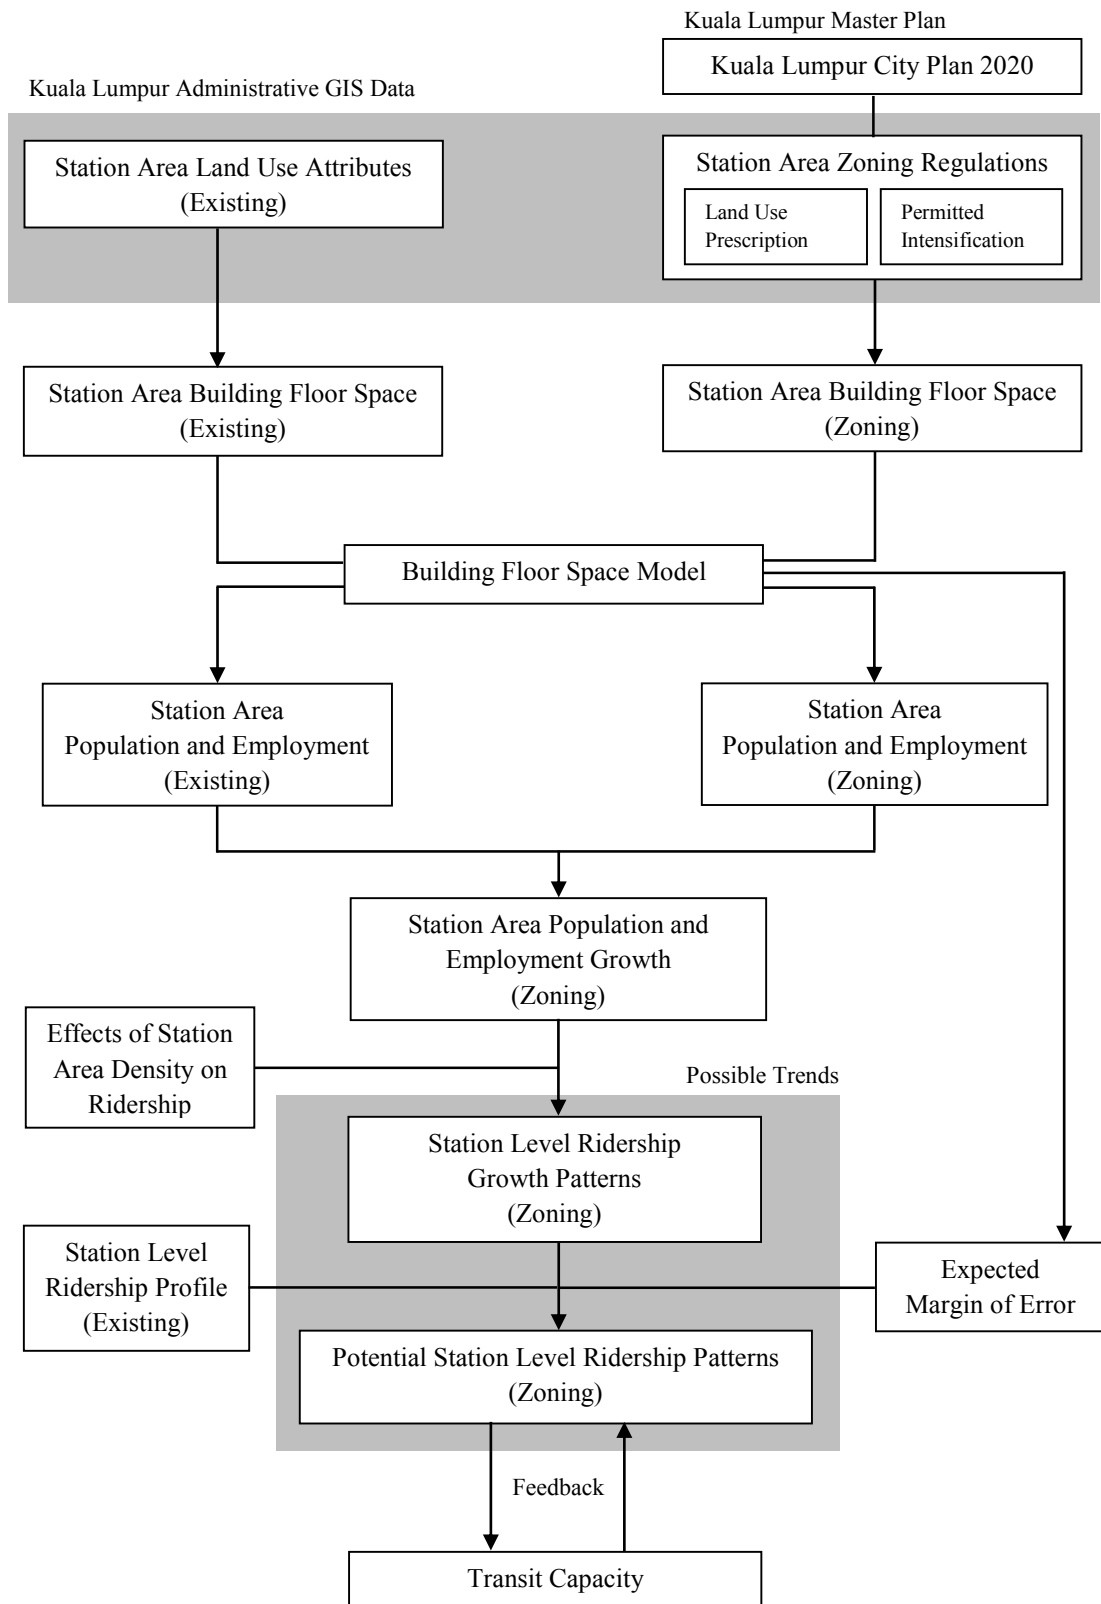 Kuala Lumpur Master Plan
Kuala Lumpur City Plan 2020
Kuala Lumpur Administrative GIS Data
Station Area Land Use Attributes
(Existing)
Station Area Zoning Regulations
Land Use
Prescription
Permitted
Intensification
Station Area Building Floor Space
(Existing)
Station Area Building Floor Space
(Zoning)
Building Floor Space Model
Station Area
Population and Employment
(Existing)
Station Area
Population and Employment
(Zoning)
Station Area Population and
Employment Growth
(Zoning)
Effects of Station
Area Density on
Ridership
Possible Trends
Station Level Ridership
Growth Patterns
(Zoning)
Station Level
Ridership Profile
(Existing)
Expected
Margin of Error
Potential Station Level Ridership Patterns
(Zoning)
Feedback
Transit Capacity